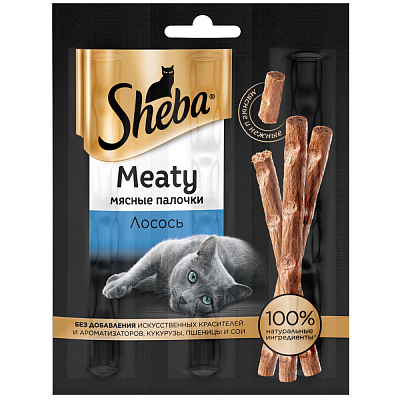 Sheba®
мясные и нежные
Meaty
мясные палочки
Лосось
100%
натуральные
ингредиенты*
БЕЗ ДОБАВЛЕНИЯ ИСКУССТВЕННЫХ КРАСИТЕЛЕЙ
И АРОМАТИЗАТОРОВ, КУКУРУЗЫ, ПШЕНИЦЫ И СОИ